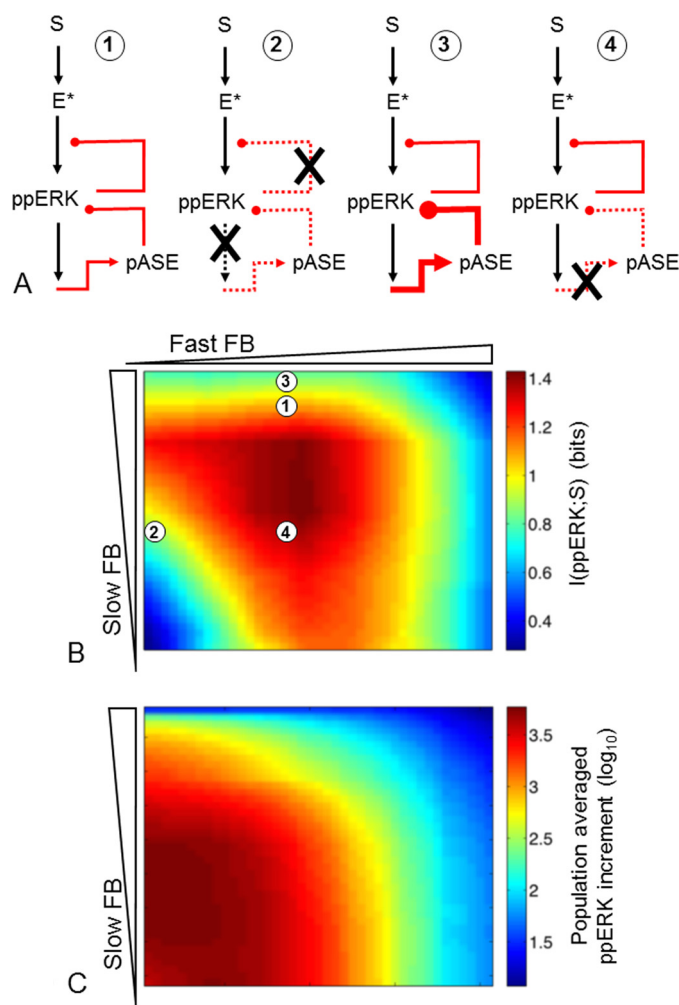 S
1
S
2
S
3
S
4
E*
E*
E*
E*
ppERK
ppERK
ppERK
ppERK
pASE
pASE
pASE
pASE
A
Fast FB
Slow FB
3
1
2
4
1.4
1.2
1
0.8
0.6
0.4
I(ppERK;S) (bits)
B
Slow FB
3.5
3
2.5
2
1.5
Population averaged
ppERK increment (log10)
C